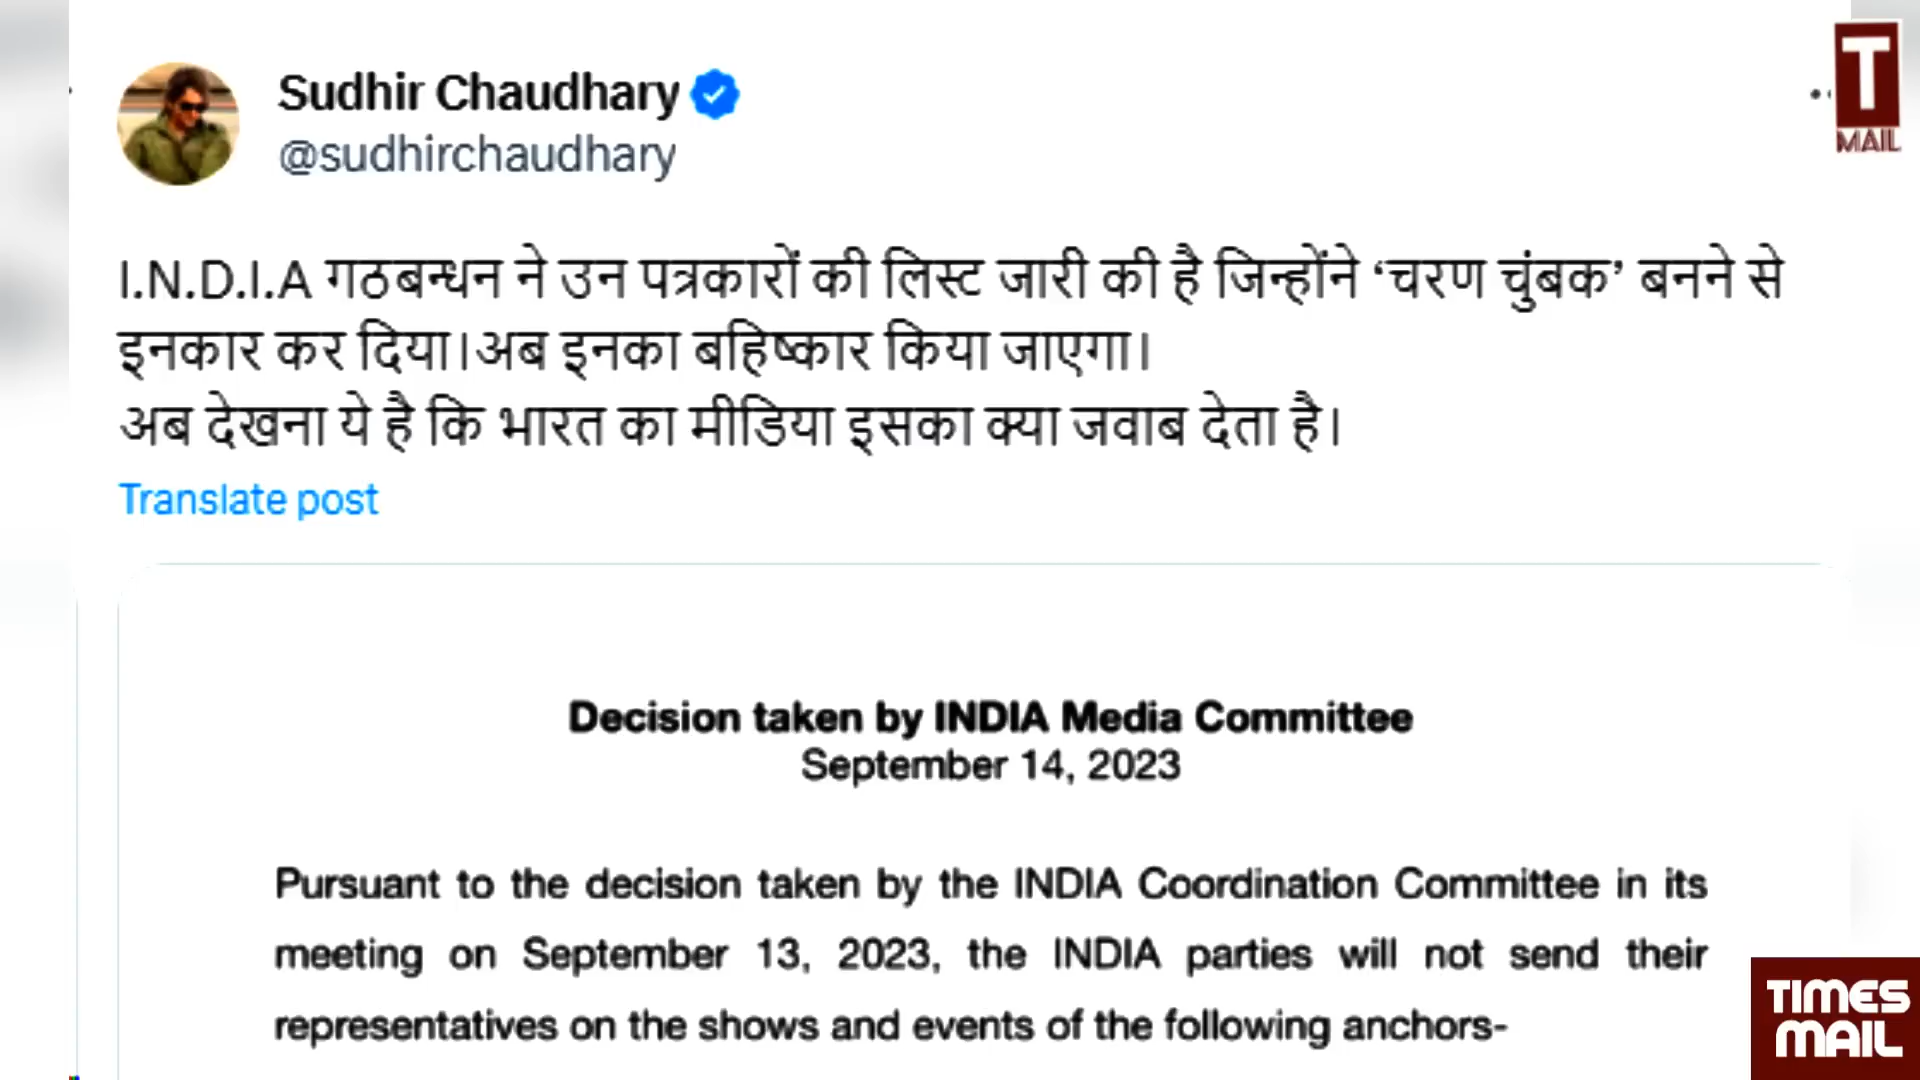 Sudhir Chaudhary
@sudhirchaudhary
T
MAIL
I.N.D.I.A गठबन्धन ने उन पत्रकारों की लिस्ट जारी की है जिन्होंने ‘चरण चुंबक’ बनने से
इनकार कर दिया।अब इनका बहिष्कार किया जाएगा।
अब देखना ये है कि भारत का मीडिया इसका क्या जवाब देता है।
Translate post
Decision taken by INDIA Media Committee
September 14, 2023
Pursuant to the decision taken by the INDIA Coordination Committee in its
meeting on September 13, 2023, the INDIA parties will not send their
representatives on the shows and events of the following anchors-
TIMES
MAIL